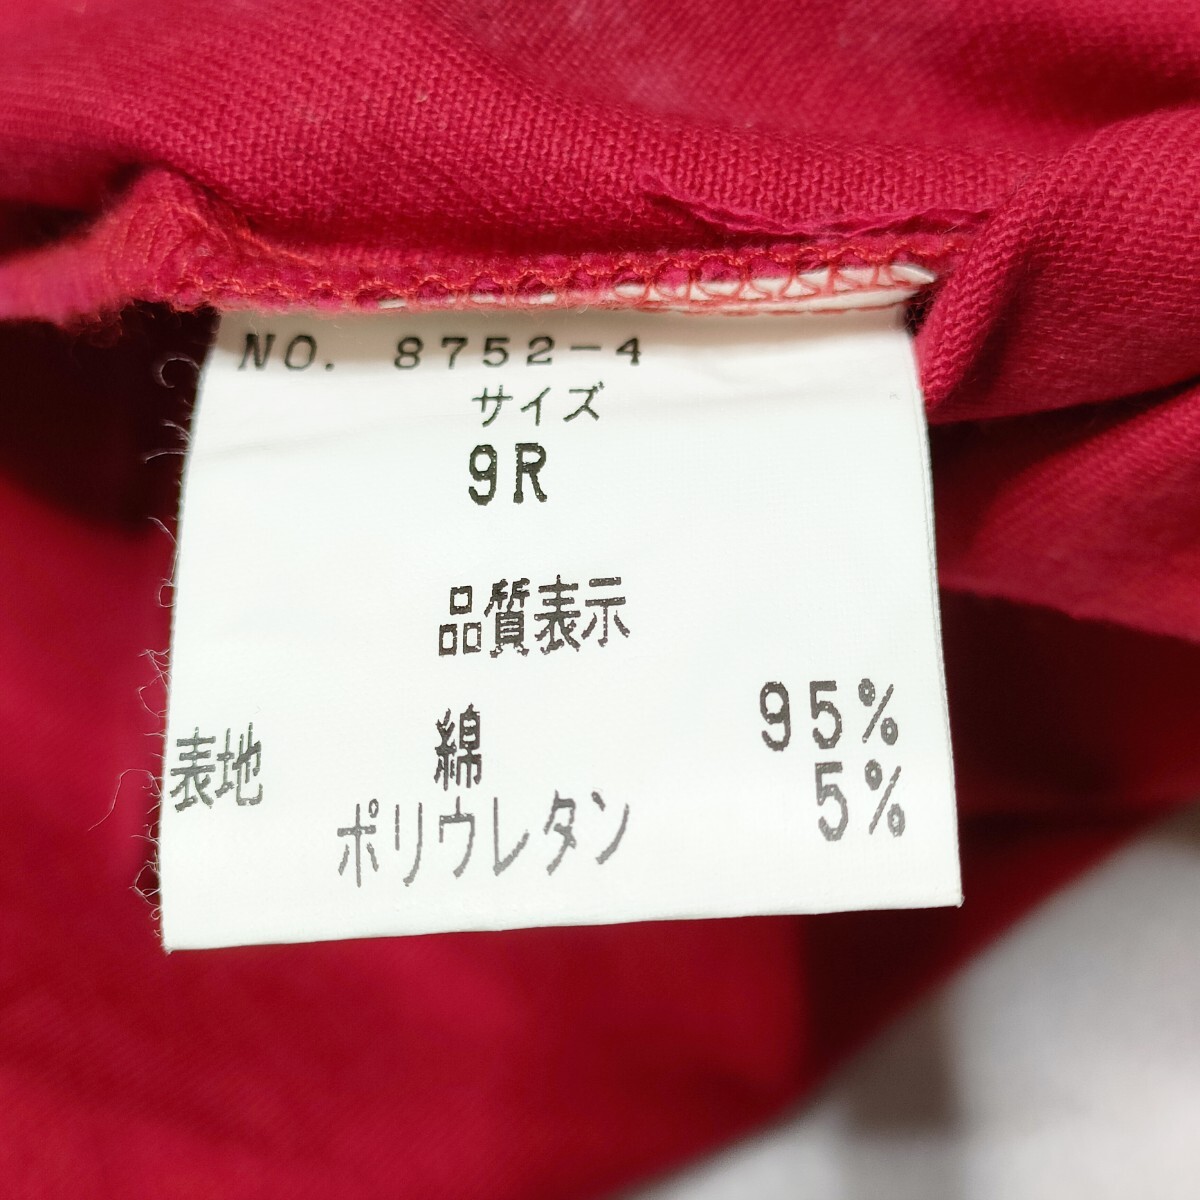 NO. 8752-4
サイズ
9R
品質表示
表地 綿 95%
ポリウレタン 5%